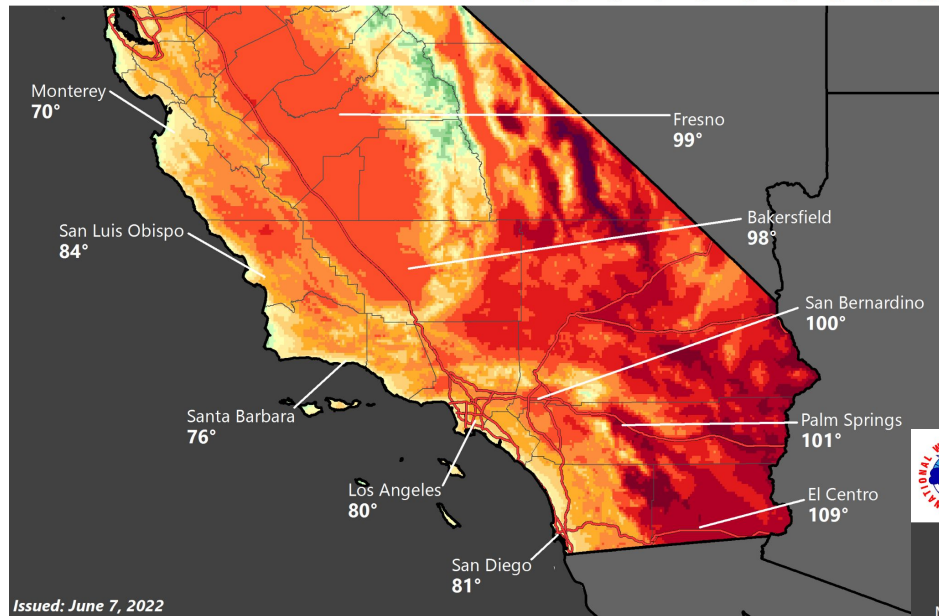 Monterey
70°
Fresno
99°
San Luis Obispo
84°
Bakersfield
98°
San Bernardino
100°
Santa Barbara
76°
Palm Springs
101°
Los Angeles
80°
El Centro
109°
San Diego
81°
Issued: June 7, 2022